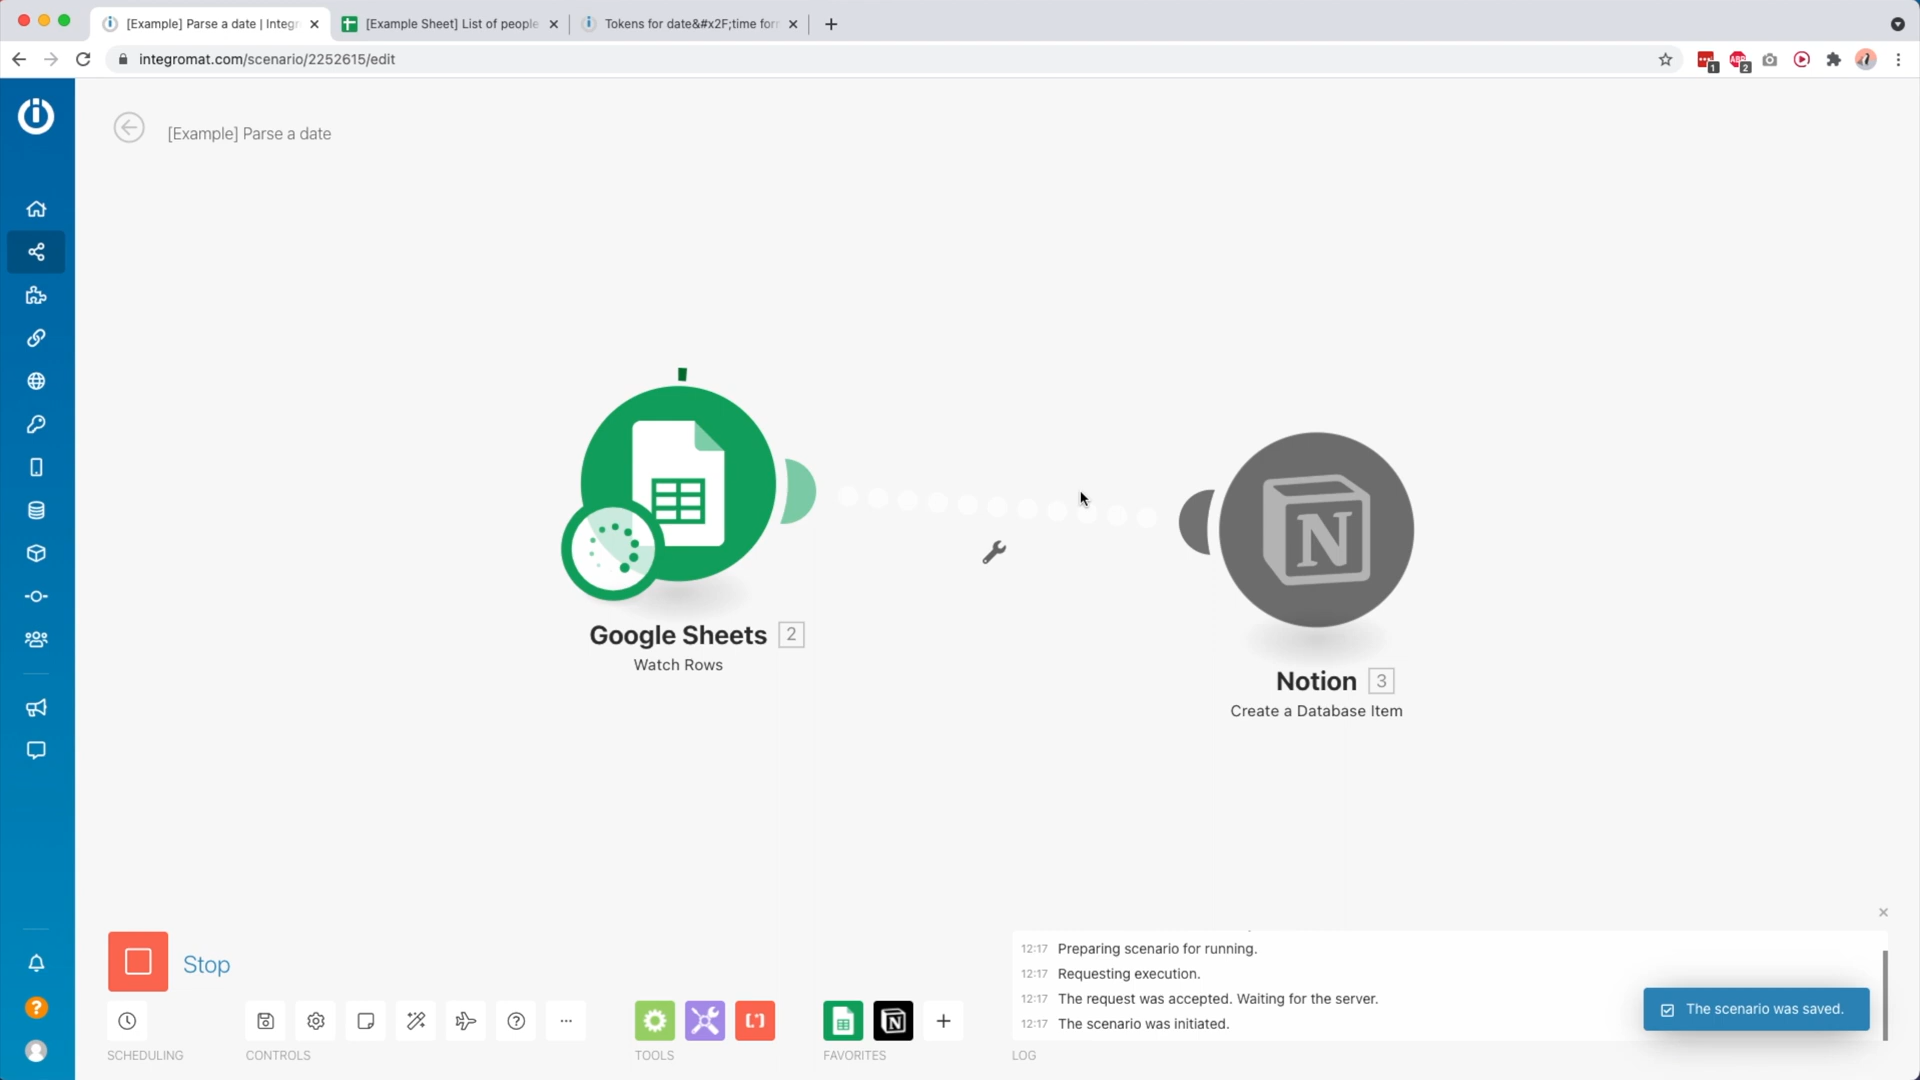 [Example] Parse a date | Integr
[Example Sheet] List of people
Tokens for date&#x2F;time for
integromat.com/scenario/2252615/edit
1
2
[Example] Parse a date
N
Google Sheets 2
Watch Rows
Notion 3
Create a Database Item
Stop
12:17 Preparing scenario for running.
12:17 Requesting execution.
12:17 The request was accepted. Waiting for the server.
12:17 The scenario was initiated.
The scenario was saved.
SCHEDULING
CONTROLS
TOOLS
FAVORITES
LOG